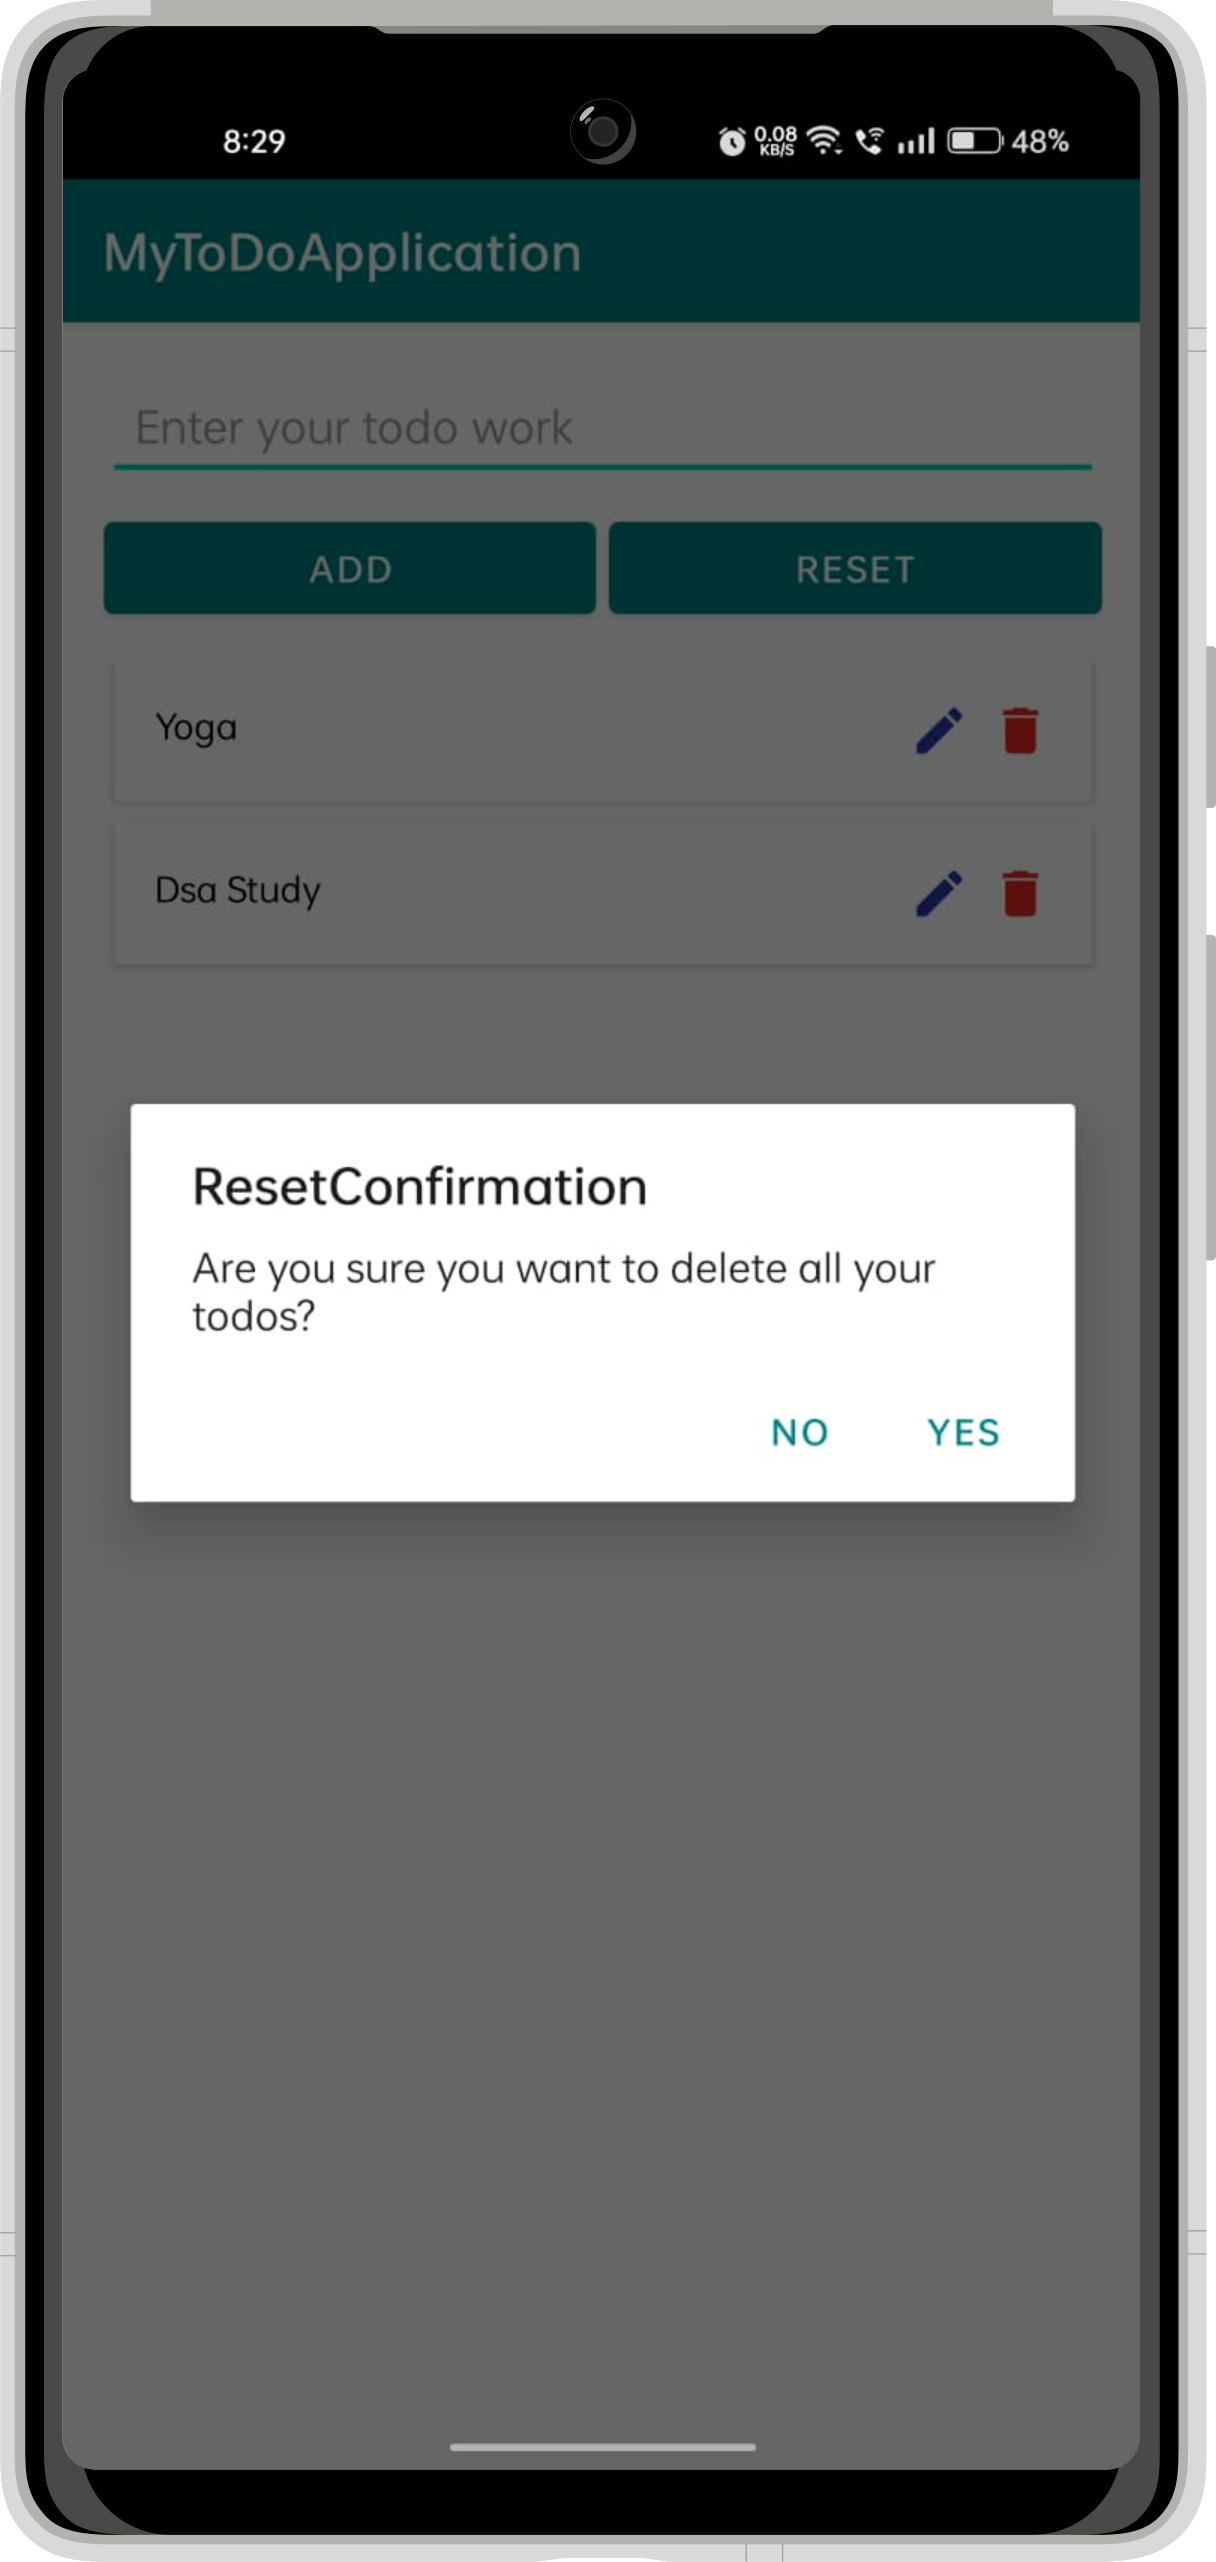 8:29 0.08 KB/S 48%
MyToDoApplication
Enter your todo work
ADD RESET
Yoga
Dsa Study
ResetConfirmation
Are you sure you want to delete all your
todos?
NO YES